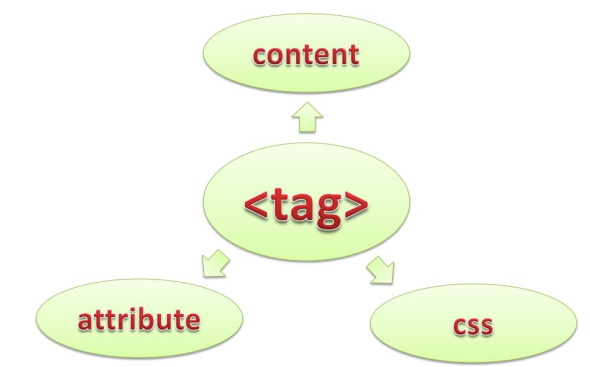 content
<tag>
attribute
css